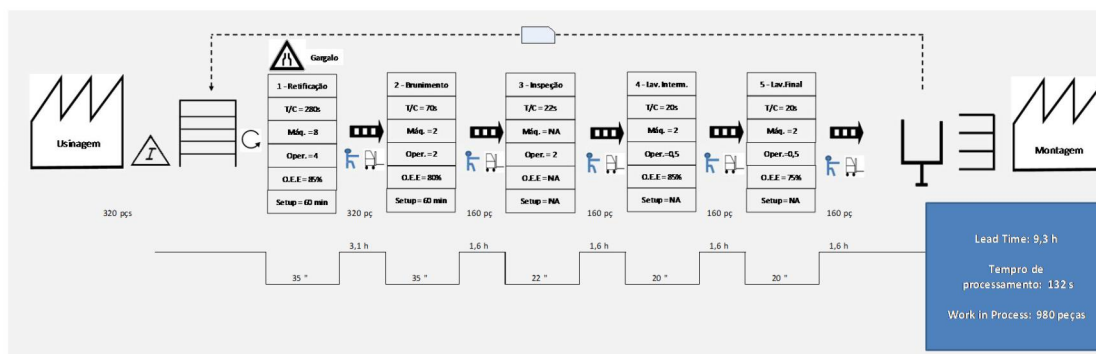 Gargalo
Usinagem
I
1 - Retificação
T/C = 280s
Máq. = 8
Oper. = 4
O.E.E = 85%
Setup = 60 min
2 - Brunimento
T/C = 70s
Máq. = 2
Oper. = 2
O.E.E = 80%
Setup = 60 min
3 - Inspeção
T/C = 22s
Máq. = NA
Oper. = 2
O.E.E = NA
Setup = NA
4 - Lav. Interm.
T/C = 20s
Máq. = 2
Oper.=0,5
O.E.E = 85%
Setup = NA
5 - Lav.Final
T/C = 20s
Máq. = 2
Oper.=0,5
O.E.E = 75%
Setup = NA
Montagem
320 pçs
320 pç
160 pç
160 pç
160 pç
160 pç
3,1 h
1,6 h
1,6 h
1,6 h
1,6 h
35 "
35 "
22 "
20 "
20 "
Lead Time: 9,3 h
Tempro de
processamento: 132 s
Work in Process: 980 peças